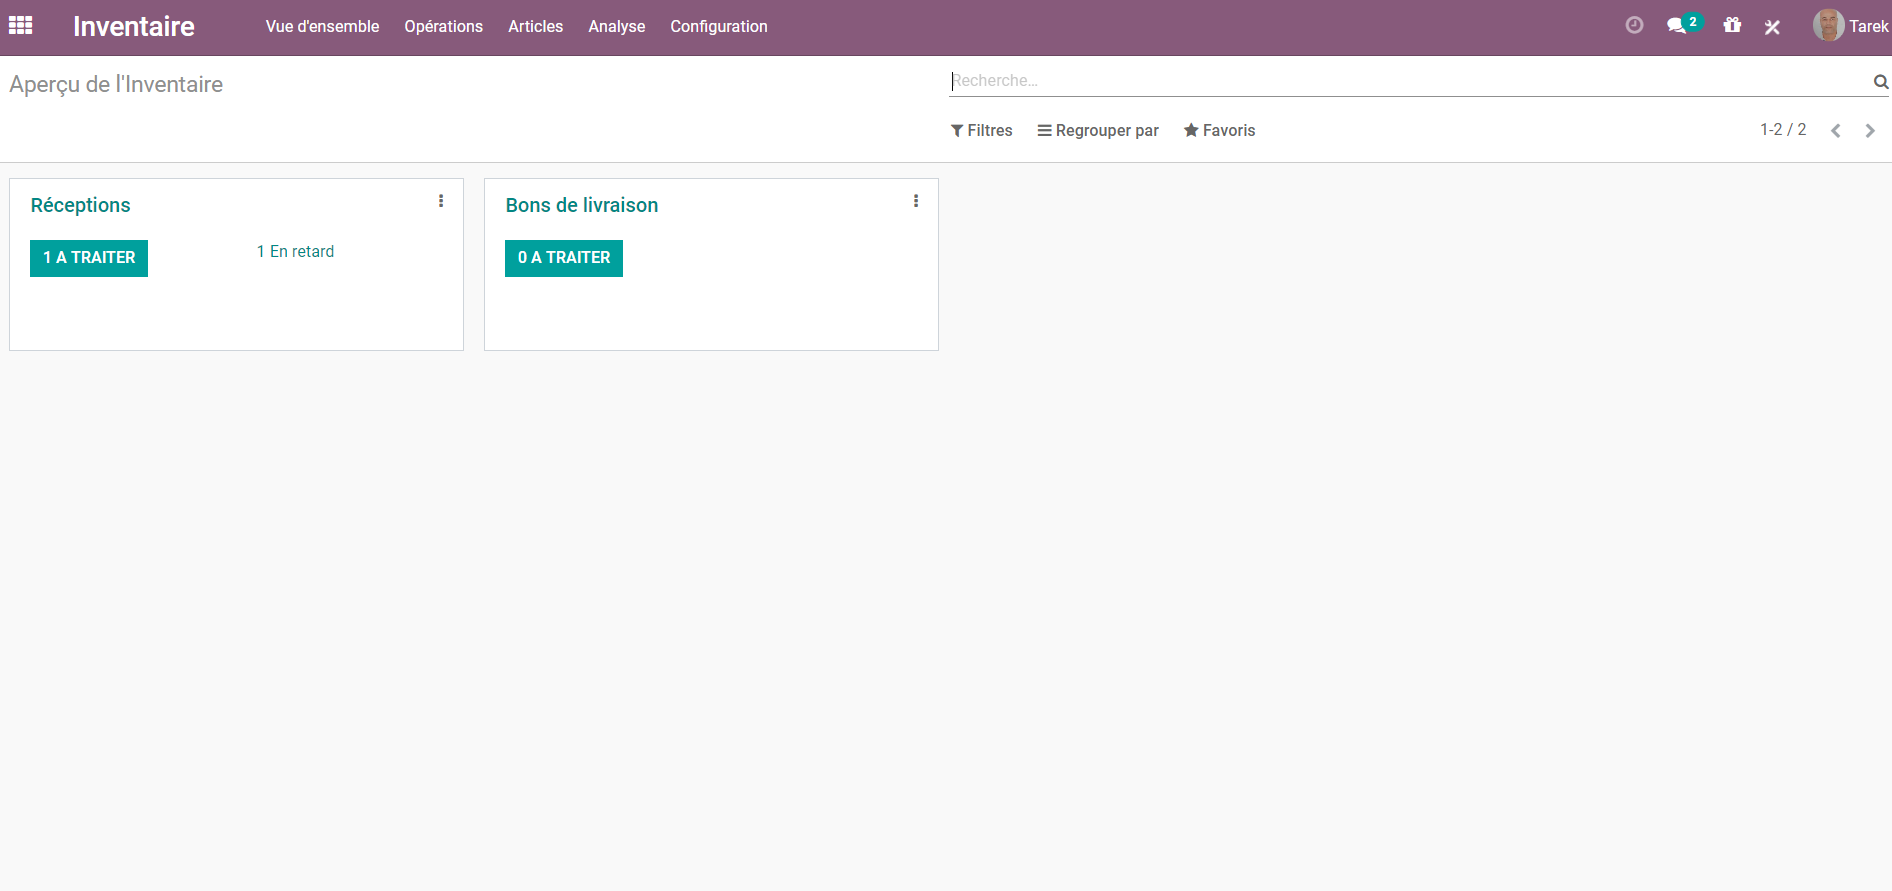 Inventaire Vue d'ensemble Opérations Articles Analyse Configuration 2 Tarek
Aperçu de l'Inventaire
Recherche...
Filtres Regrouper par Favoris 1-2 / 2
Réceptions
1 A TRAITER 1 En retard
Bons de livraison
0 A TRAITER